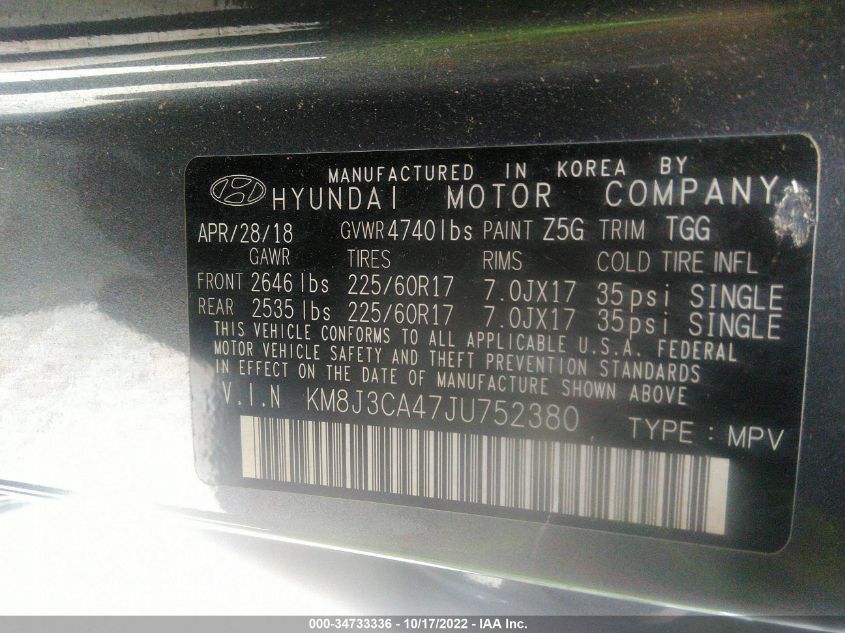 MANUFACTURED IN KOREA BY
HYUNDAI MOTOR COMPANY
APR/28/18 GVWR 4740lbs PAINT Z5G TRIM TGG
GAWR TIRES RIMS COLD TIRE INFL
FRONT 2646 lbs 225/60R17 7.0JX17 35psi SINGLE
REAR 2535 lbs 225/60R17 7.0JX17 35psi SINGLE
THIS VEHICLE CONFORMS TO ALL APPLICABLE U.S.A. FEDERAL
MOTOR VEHICLE SAFETY AND THEFT PREVENTION STANDARDS
IN EFFECT ON THE DATE OF MANUFACTURE SHOWN ABOVE
V.I.N KM8J3CA47JU752380 TYPE : MPV
000-34733336 - 10/17/2022 - IAA Inc.